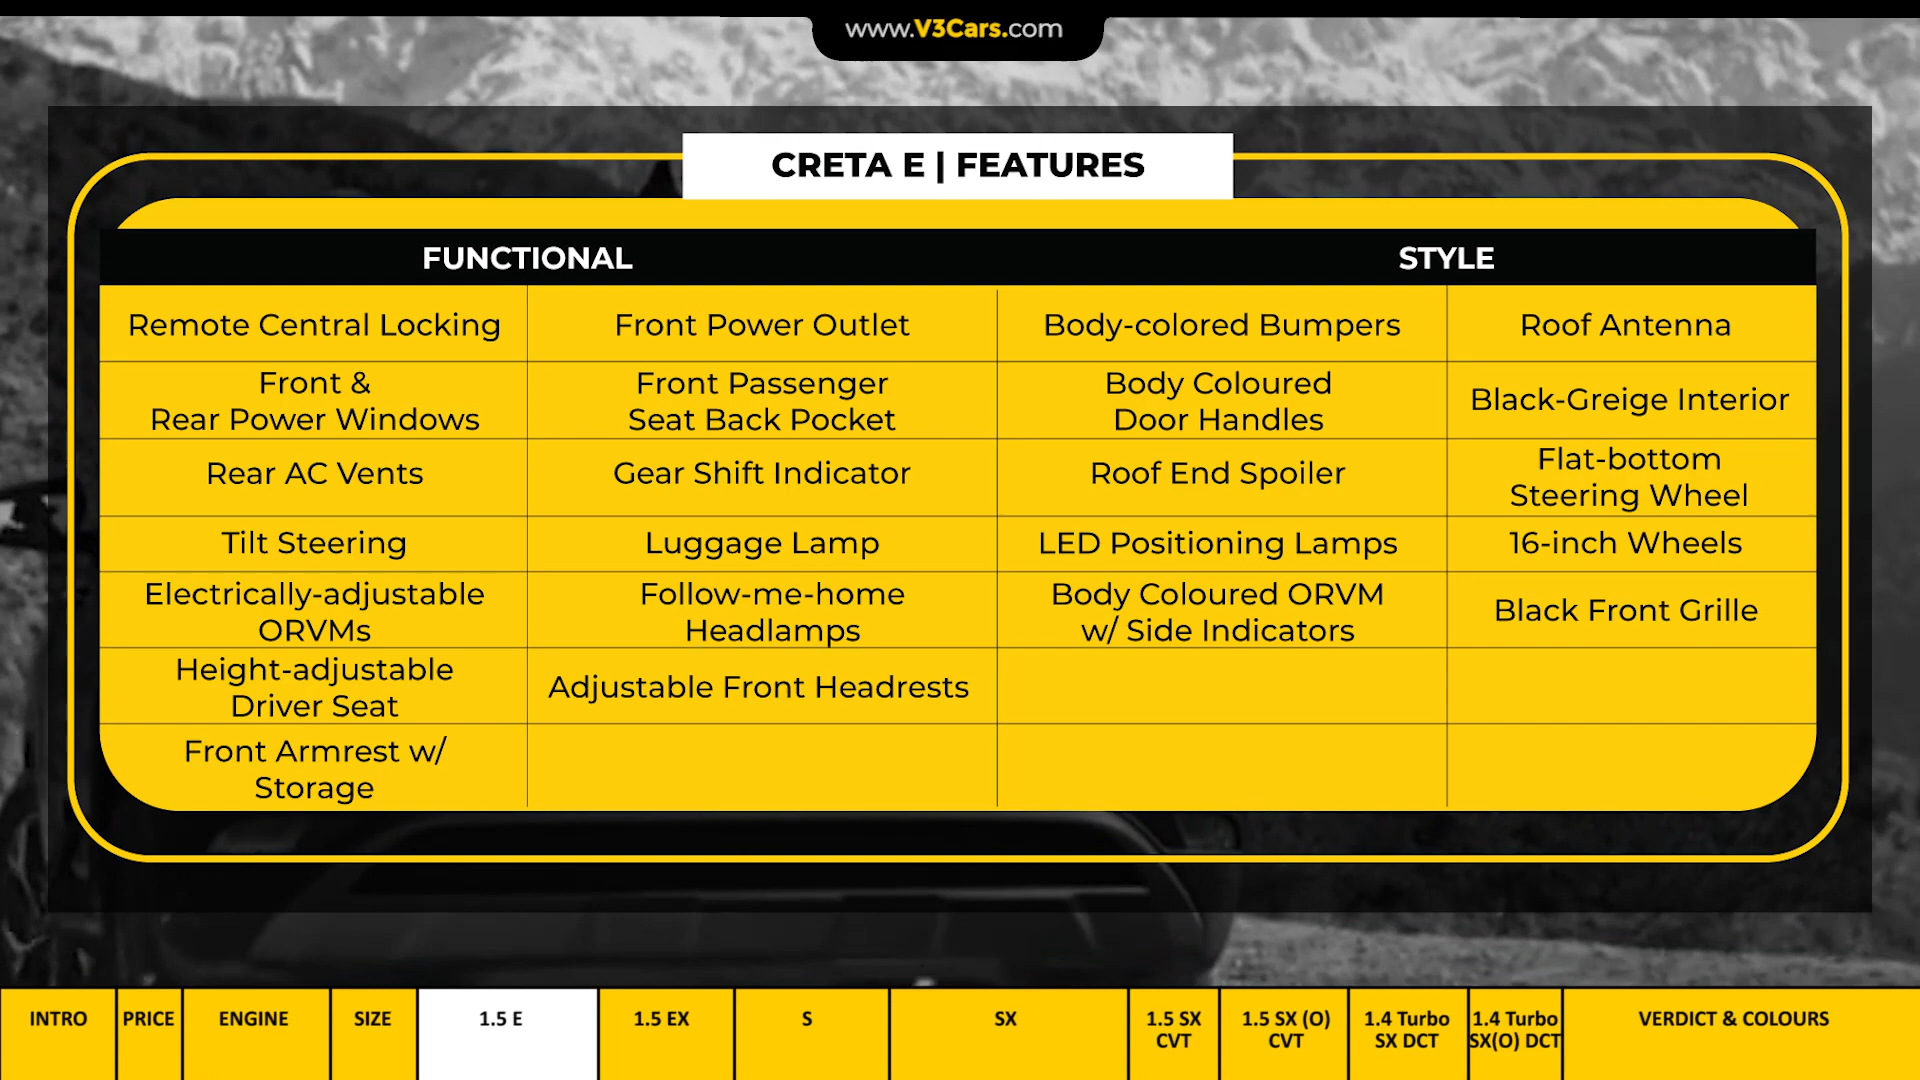 www.V3Cars.com
CRETA E | FEATURES
FUNCTIONAL
STYLE
Remote Central Locking
Front Power Outlet
Body-colored Bumpers
Roof Antenna
Front &
Rear Power Windows
Front Passenger
Seat Back Pocket
Body Coloured
Door Handles
Black-Greige Interior
Rear AC Vents
Gear Shift Indicator
Roof End Spoiler
Flat-bottom
Steering Wheel
Tilt Steering
Luggage Lamp
LED Positioning Lamps
16-inch Wheels
Electrically-adjustable
ORVMs
Follow-me-home
Headlamps
Body Coloured ORVM
w/ Side Indicators
Black Front Grille
Height-adjustable
Driver Seat
Adjustable Front Headrests
Front Armrest w/
Storage
INTRO
PRICE
ENGINE
SIZE
1.5 E
1.5 EX
S
SX
1.5 SX
CVT
1.5 SX (O)
CVT
1.4 Turbo
SX DCT
1.4 Turbo
SX(O) DCT
VERDICT & COLOURS